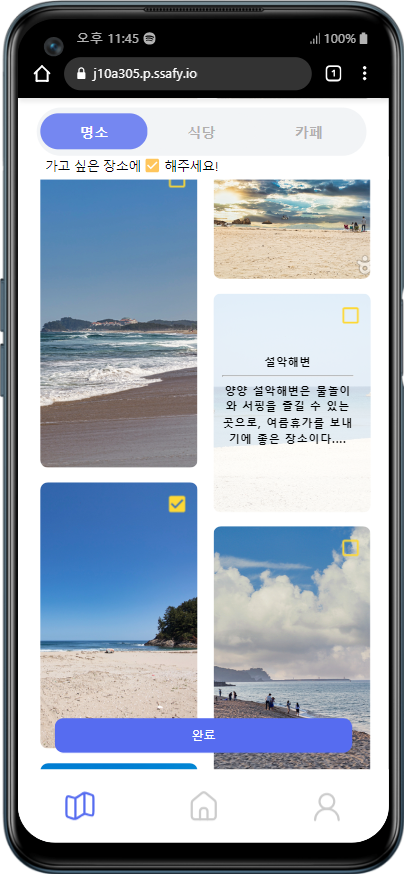 오후 11:45
100%
j10a305.p.ssafy.io
1
명소
식당
카페
가고 싶은 장소에 ✅ 해주세요!
설악해변
양양 설악해변은 물놀이
와 서핑을 즐길 수 있는
곳으로, 여름휴가를 보내
기에 좋은 장소이다....
완료